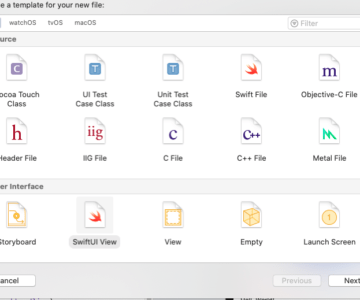 e a template for your new file:
watchOS tvOS macOS Filter
ource
C T T
ocoa Touch Class UI Test Case Class Unit Test Case Class Swift File Objective-C File
h iig c C++
Header File IIG File C File C++ File Metal File
er Interface
1
Storyboard SwiftUI View View Empty Launch Screen
ancel Previous Next